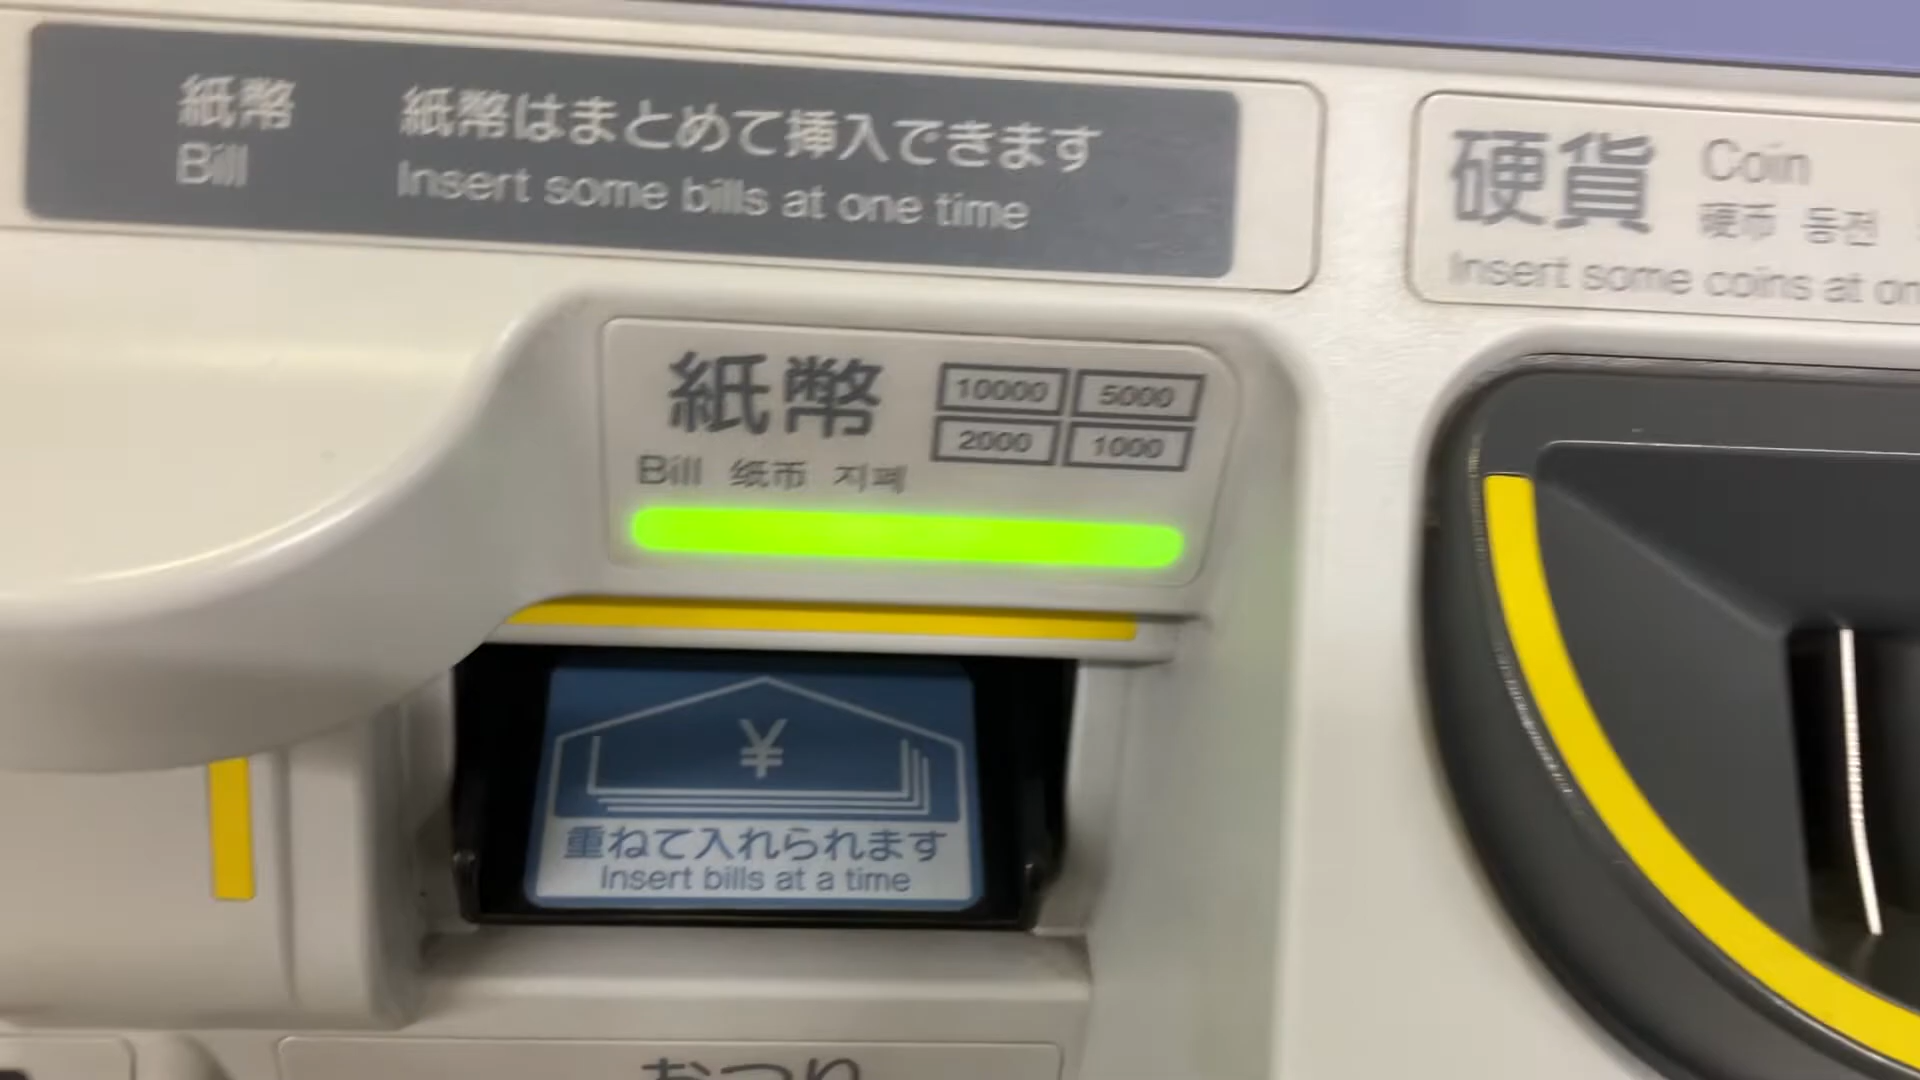 紙幣 紙幣はまとめて挿入できます
Bill Insert some bills at one time
硬貨 Coin
硬币 동전
Insert some coins at
紙幣
10000 5000
2000 1000
Bill 纸币 지폐
¥
重ねて入れられます
Insert bills at a time
おつり